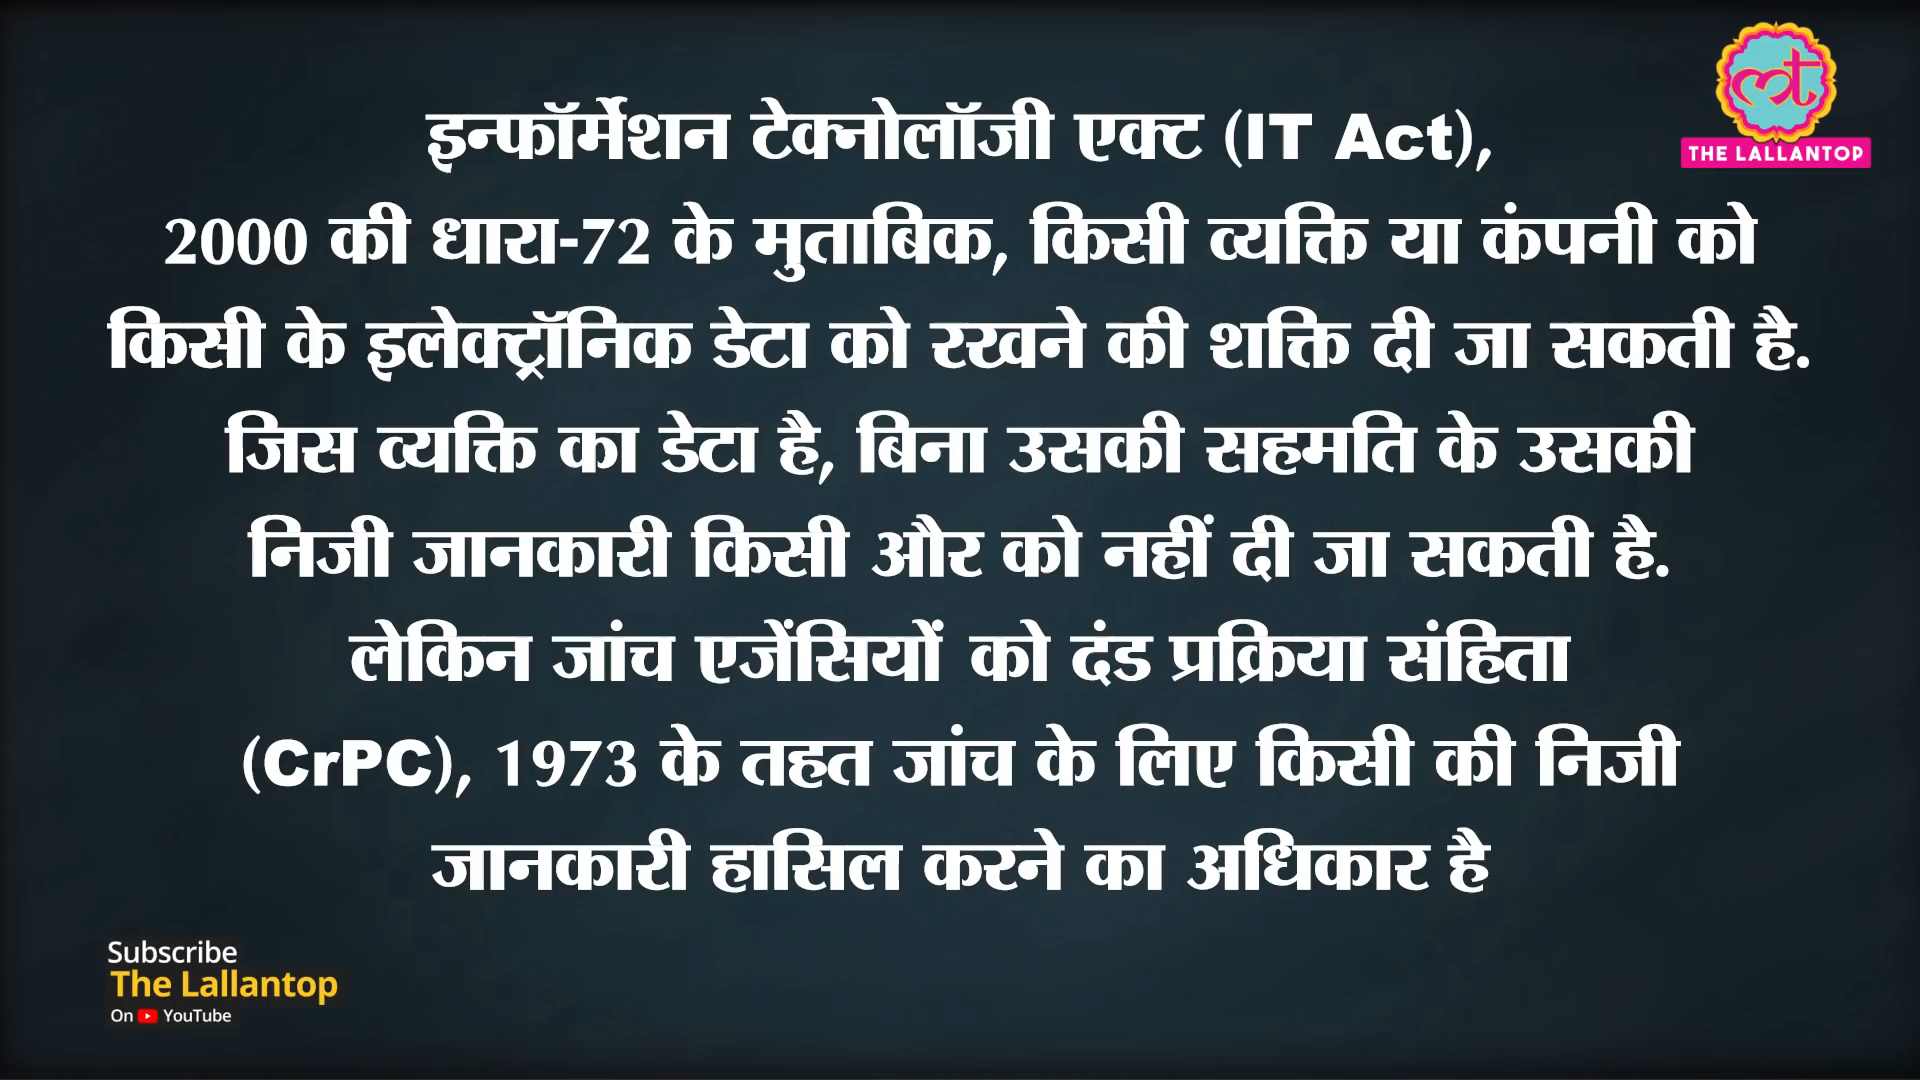 इन्फॉर्मेशन टेक्नोलॉजी एक्ट (IT Act),
2000 की धारा-72 के मुताबिक, किसी व्यक्ति या कंपनी को
किसी के इलेक्ट्रॉनिक डेटा को रखने की शक्ति दी जा सकती है.
जिस व्यक्ति का डेटा है, बिना उसकी सहमति के उसकी
निजी जानकारी किसी और को नहीं दी जा सकती है.
लेकिन जांच एजेंसियों को दंड प्रक्रिया संहिता
(CrPC), 1973 के तहत जांच के लिए किसी की निजी
जानकारी हासिल करने का अधिकार है
THE LALLANTOP
Subscribe
The Lallantop
On YouTube